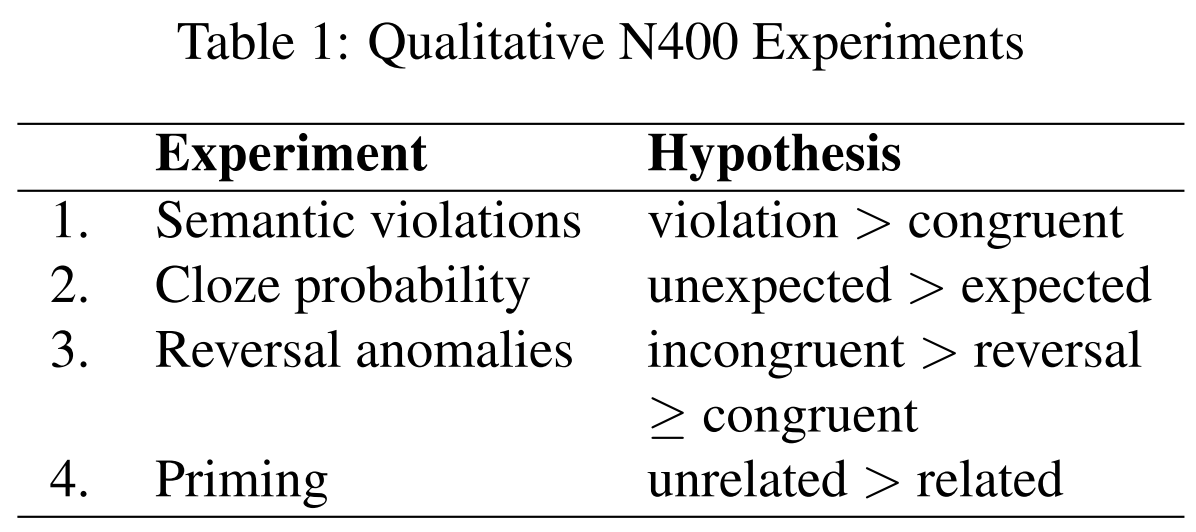 Table 1: Qualitative N400 Experiments
Experiment Hypothesis
1. Semantic violations violation > congruent
2. Cloze probability unexpected > expected
3. Reversal anomalies incongruent > reversal
≥ congruent
4. Priming unrelated > related